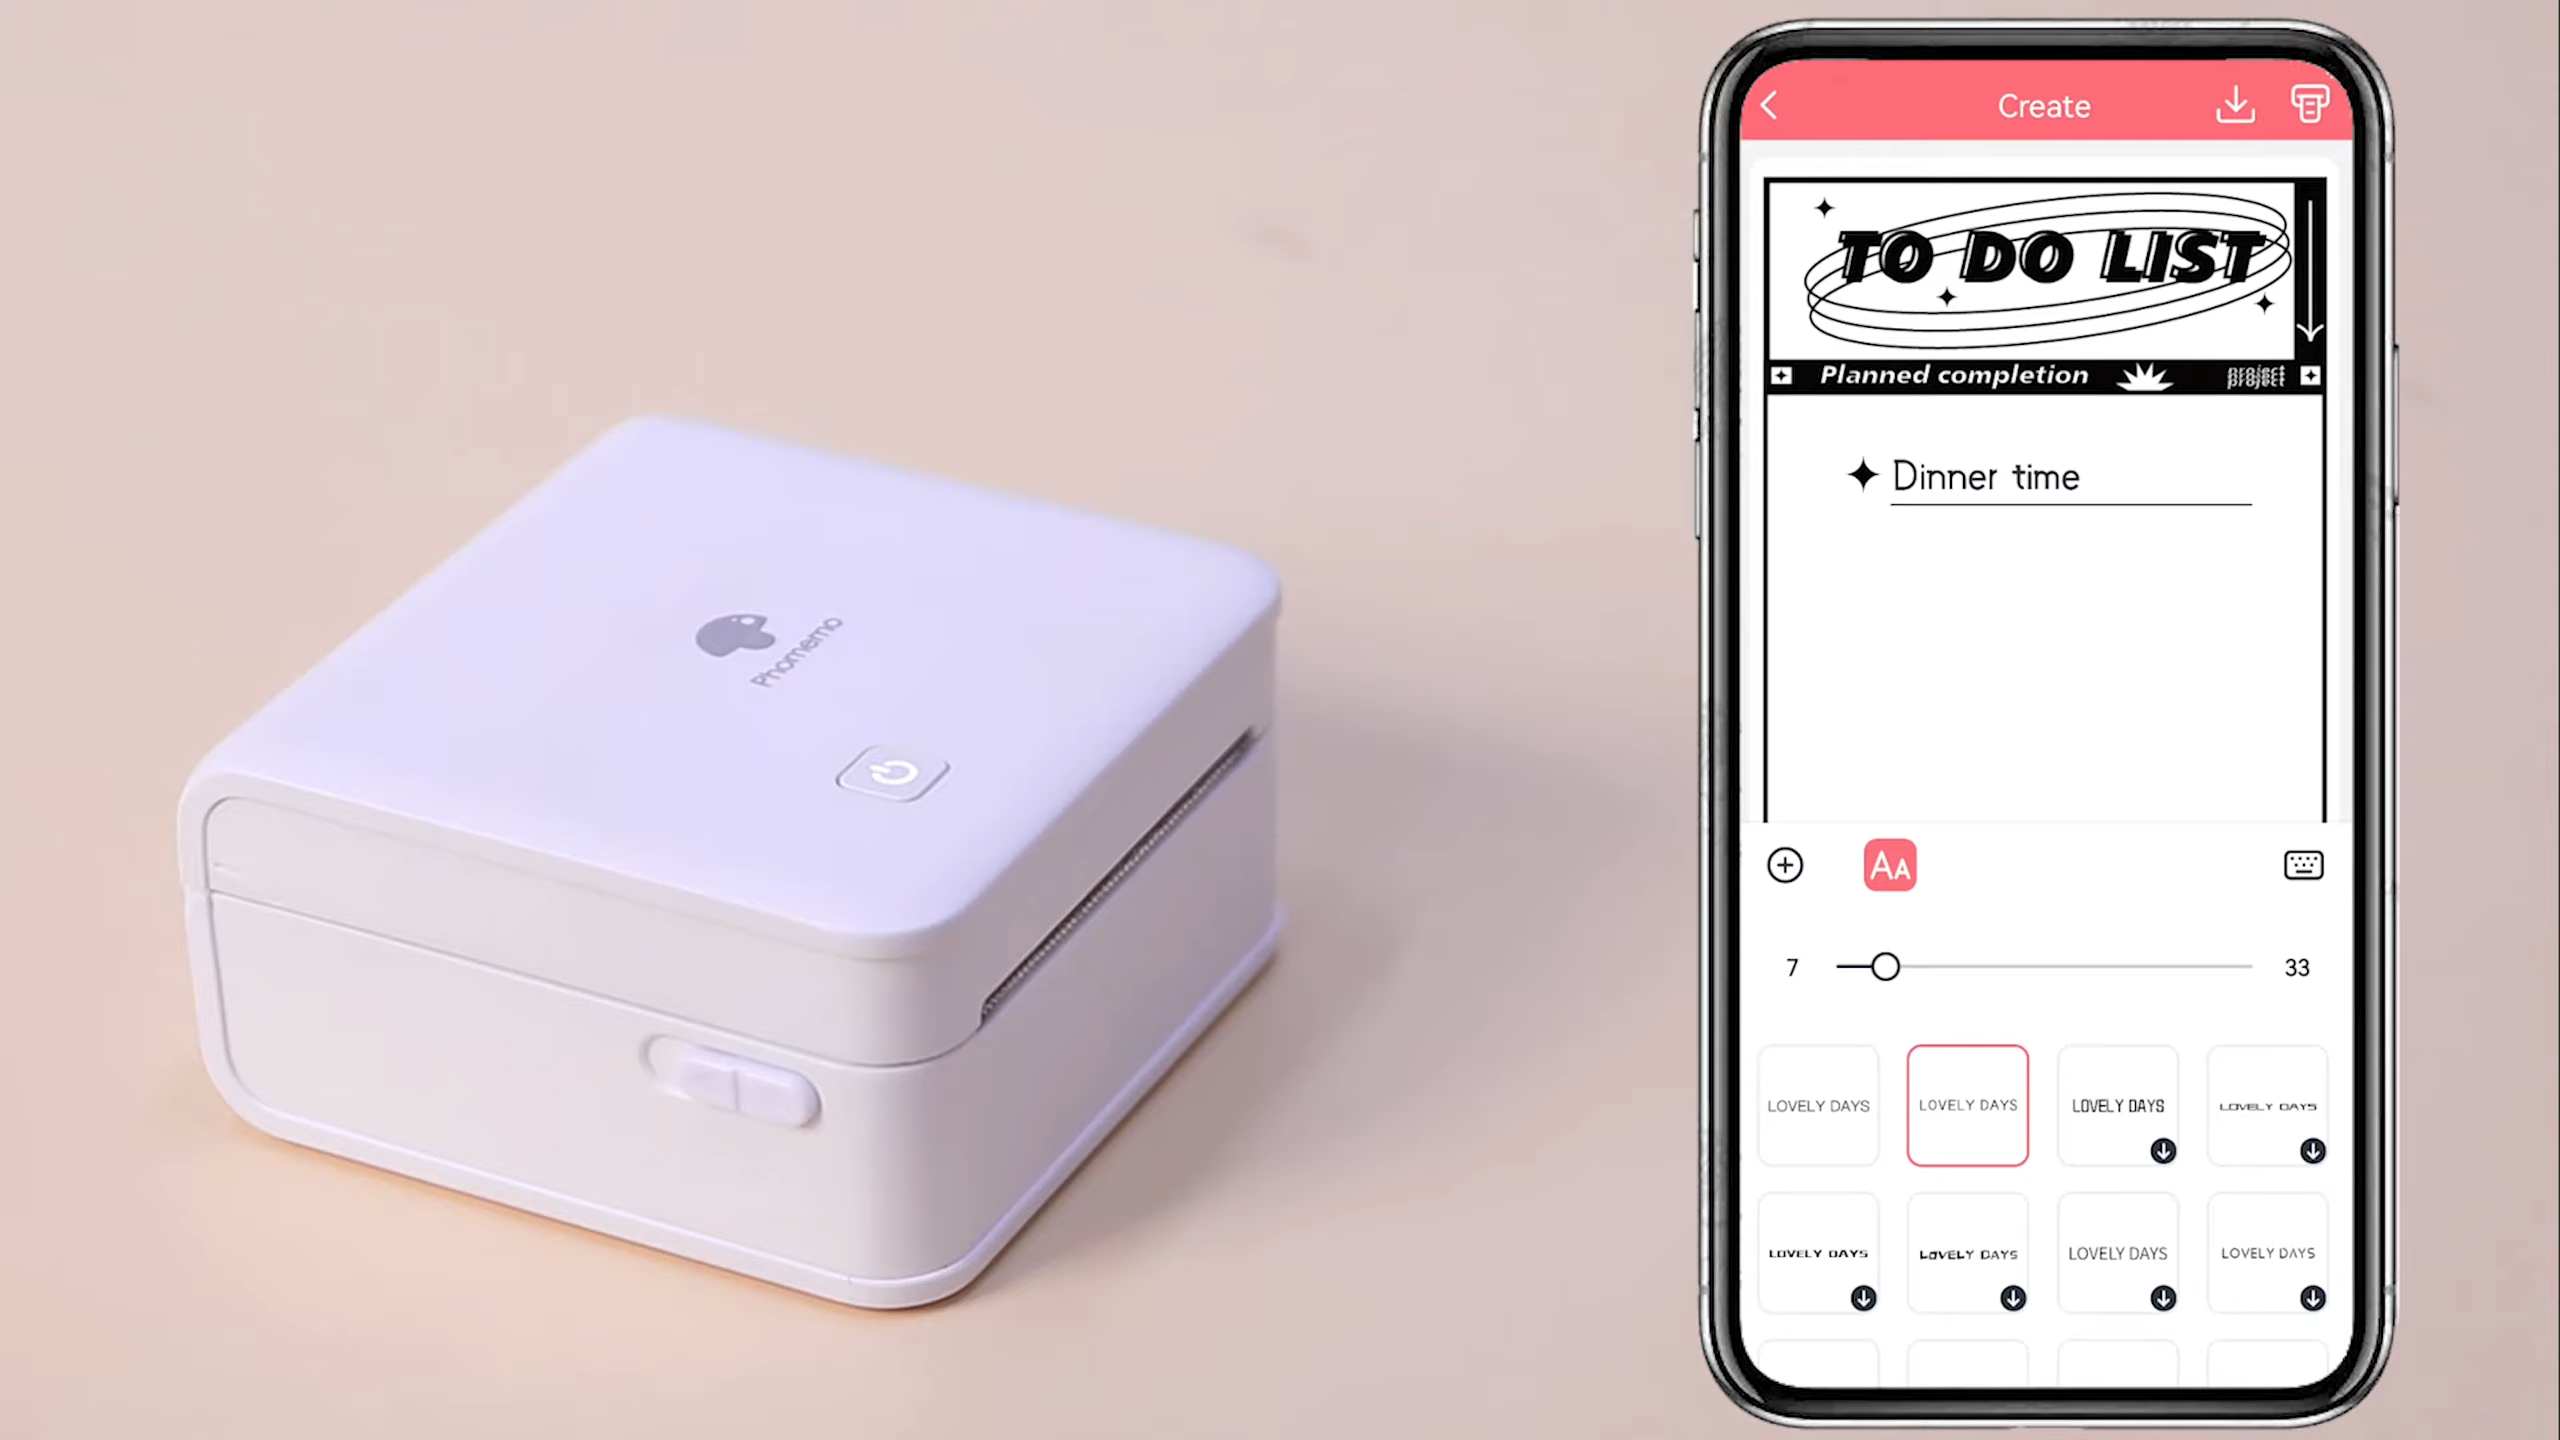 Phomemo
Create
TO DO LIST
Planned completion
project
project
Dinner time
AA
7
33
LOVELY DAYS
LOVELY DAYS
LOVELY DAYS
LOVELY DAYS
LOVELY DAYS
LOVELY DAYS
LOVELY DAYS
LOVELY DAYS